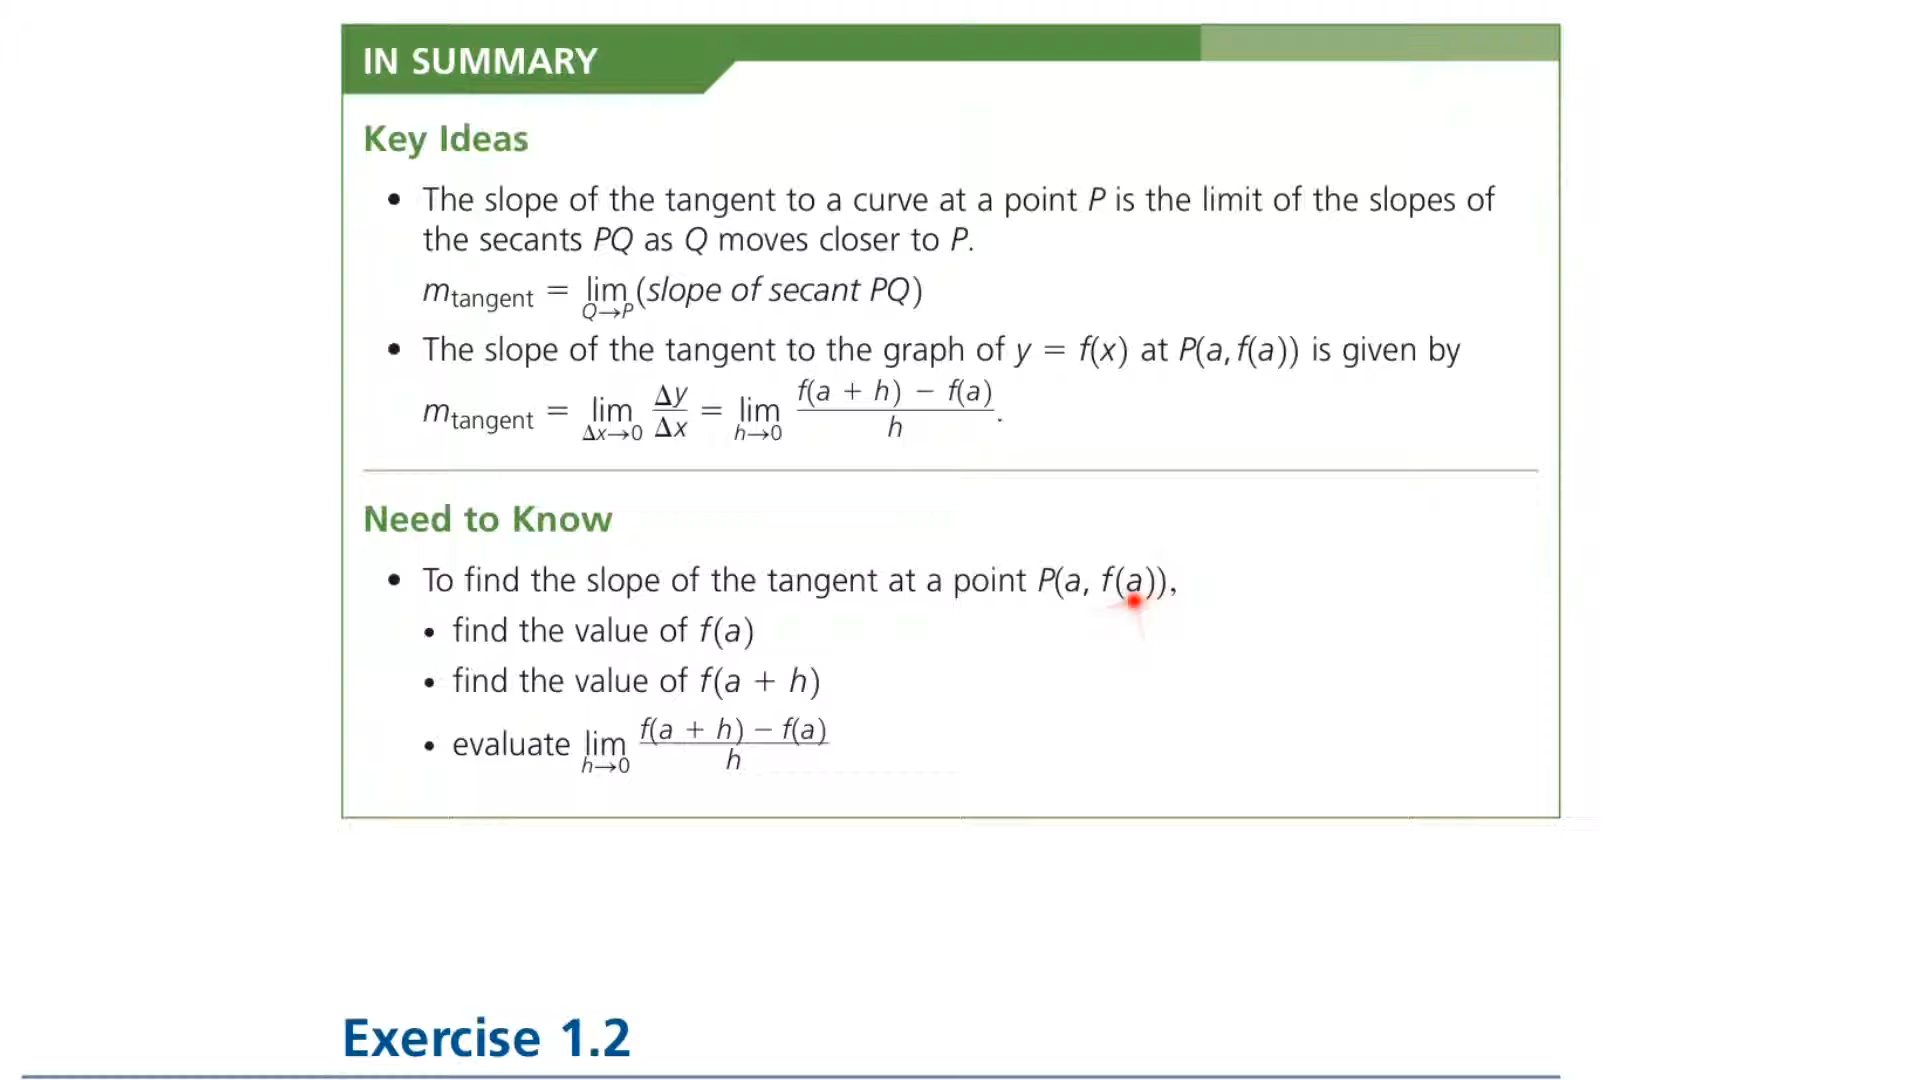 IN SUMMARY
Key Ideas
• The slope of the tangent to a curve at a point P is the limit of the slopes of
the secants PQ as Q moves closer to P.
m_tangent = lim_{Q→P} (slope of secant PQ)
• The slope of the tangent to the graph of y = f(x) at P(a, f(a)) is given by
m_tangent = lim_{Δx→0} Δy/Δx = lim_{h→0} (f(a + h) − f(a))/h.
Need to Know
• To find the slope of the tangent at a point P(a, f(a)),
• find the value of f(a)
• find the value of f(a + h)
• evaluate lim_{h→0} (f(a + h) − f(a))/h
Exercise 1.2